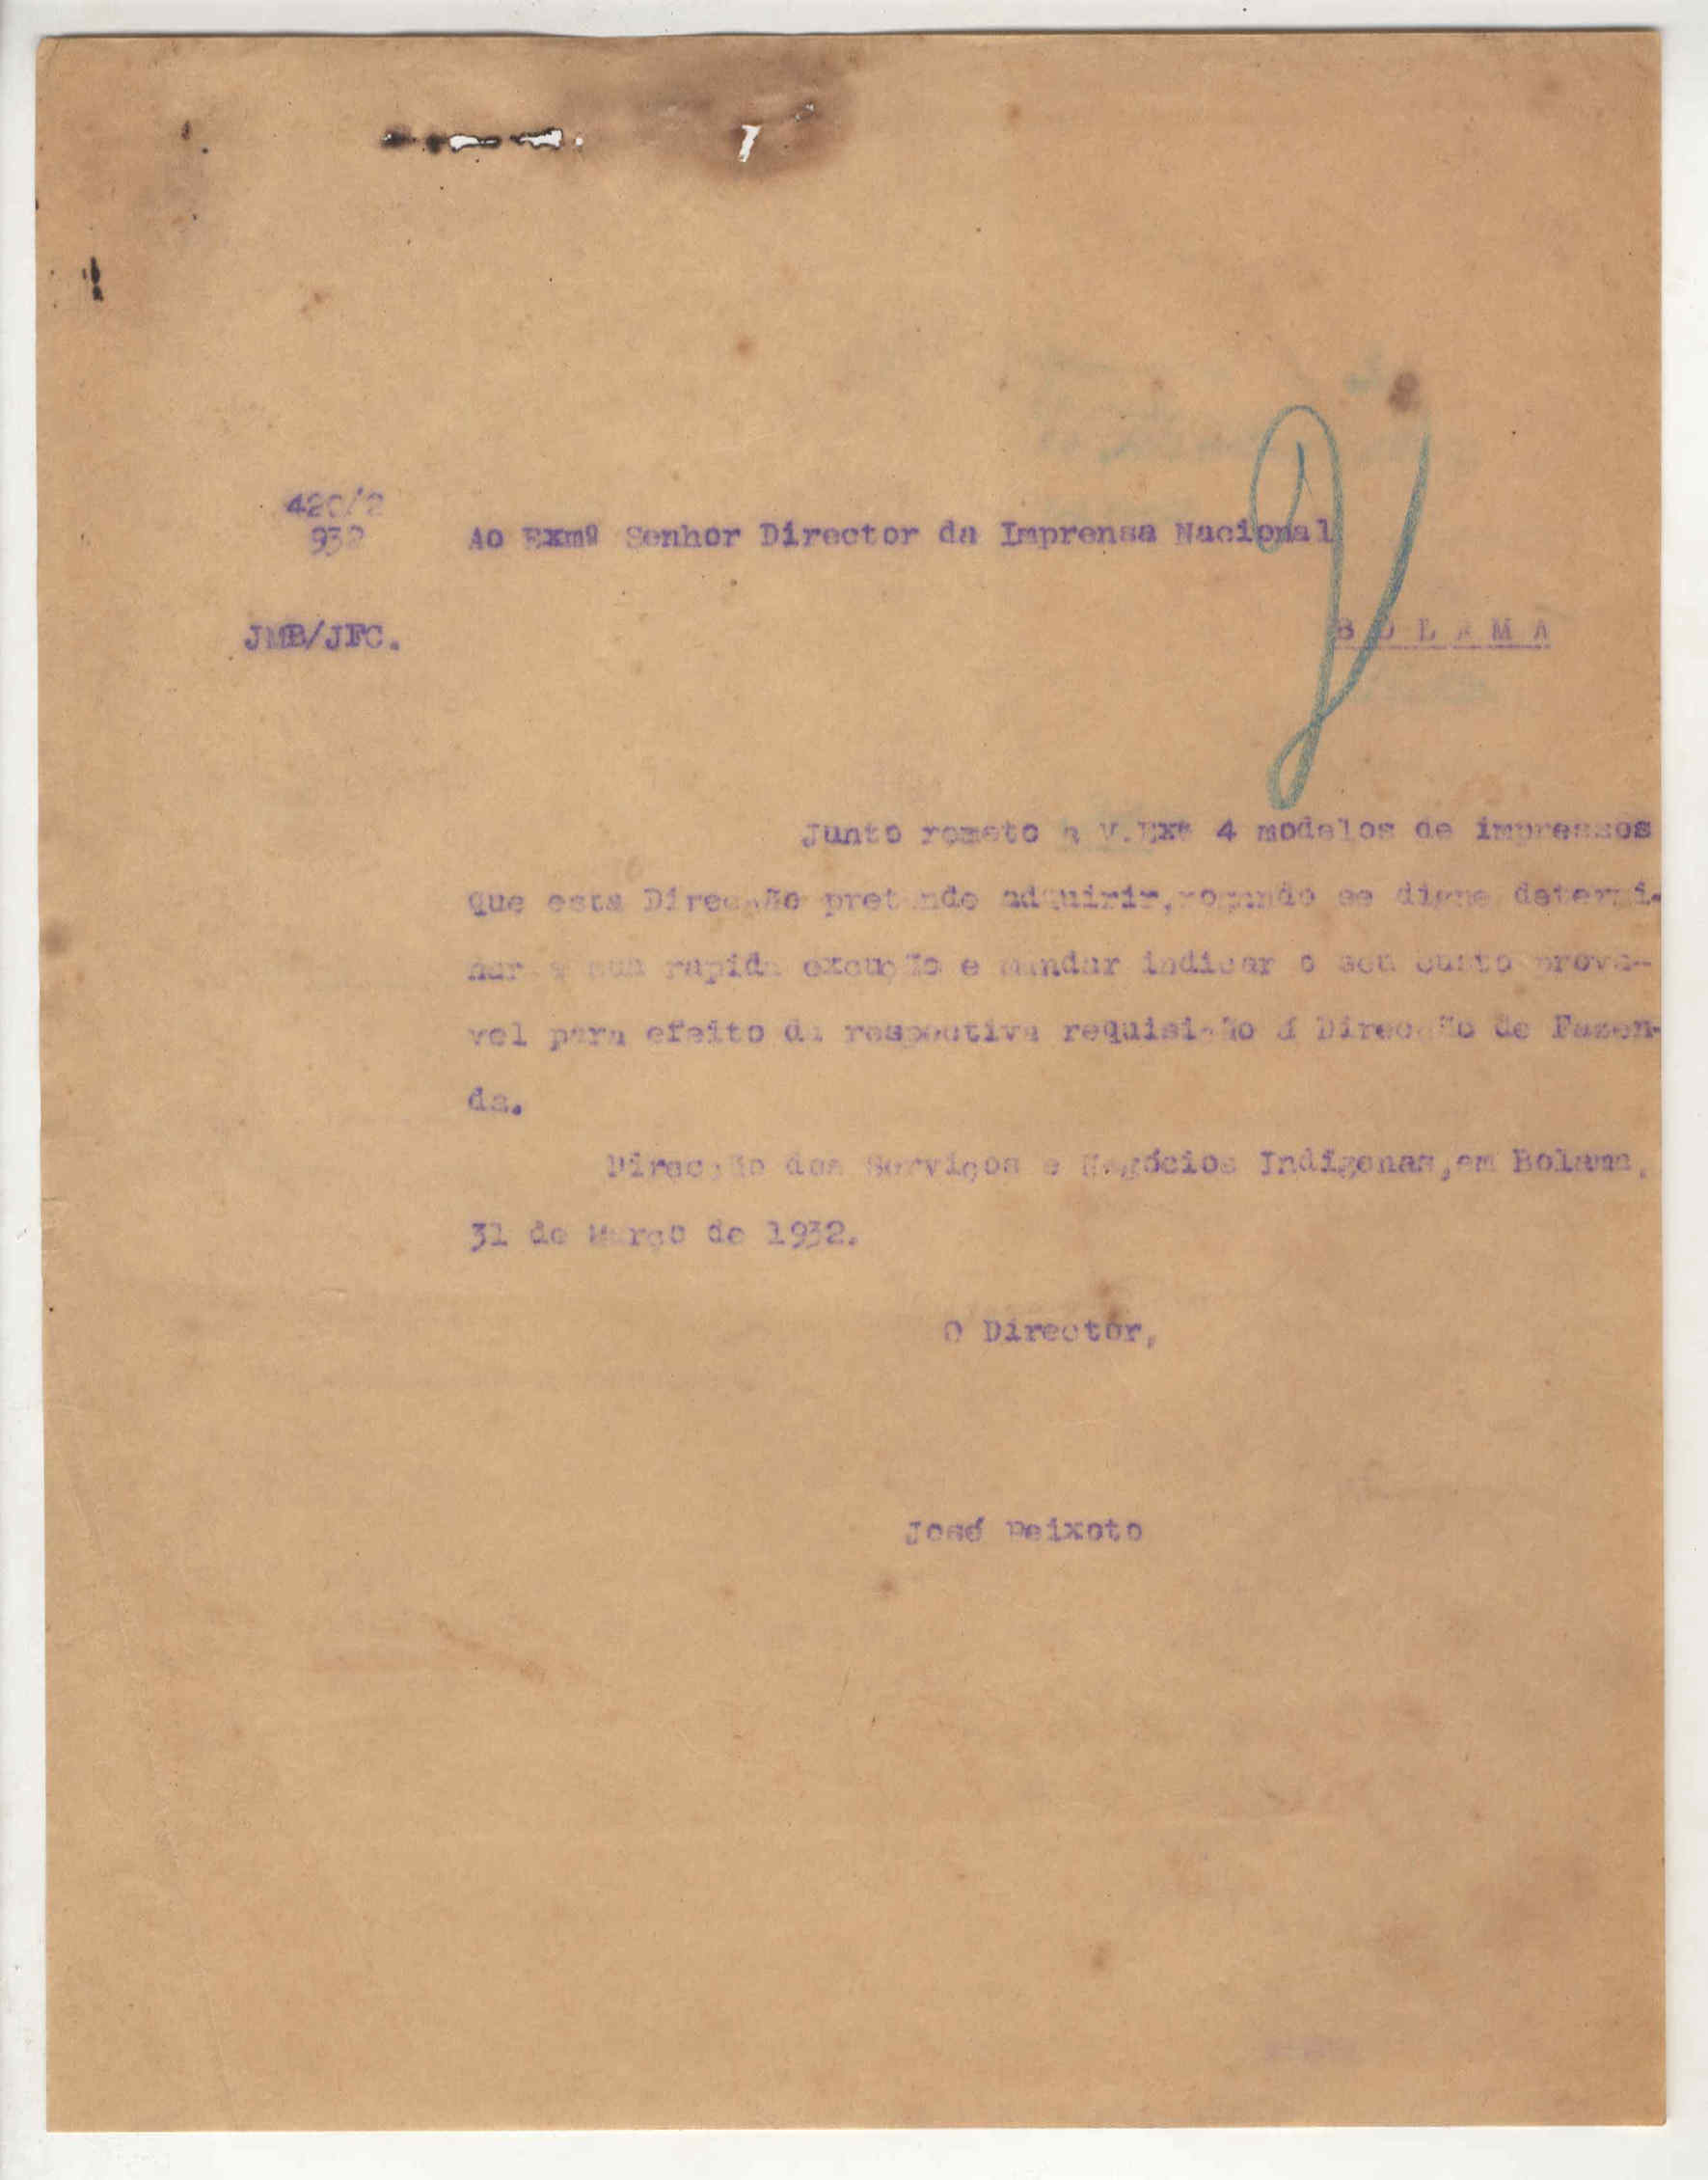 420/2
932
Ao Exmº Senhor Director da Imprensa Nacional
JMB/JFC.
B O L A M A
Junto remeto a V.Exª 4 modelos de impressos
que esta Direcção pretende adquirir,rogando se digne determi-
nar a sua rapida excução e mandar indicar o seu custo prova-
vel para efeito da respectiva requisição á Direcção de Fazen-
da.
Direcção dos Serviços e Negócios Indígenas,em Bolama,
31 de Março de 1932.
O Director,
José Peixoto